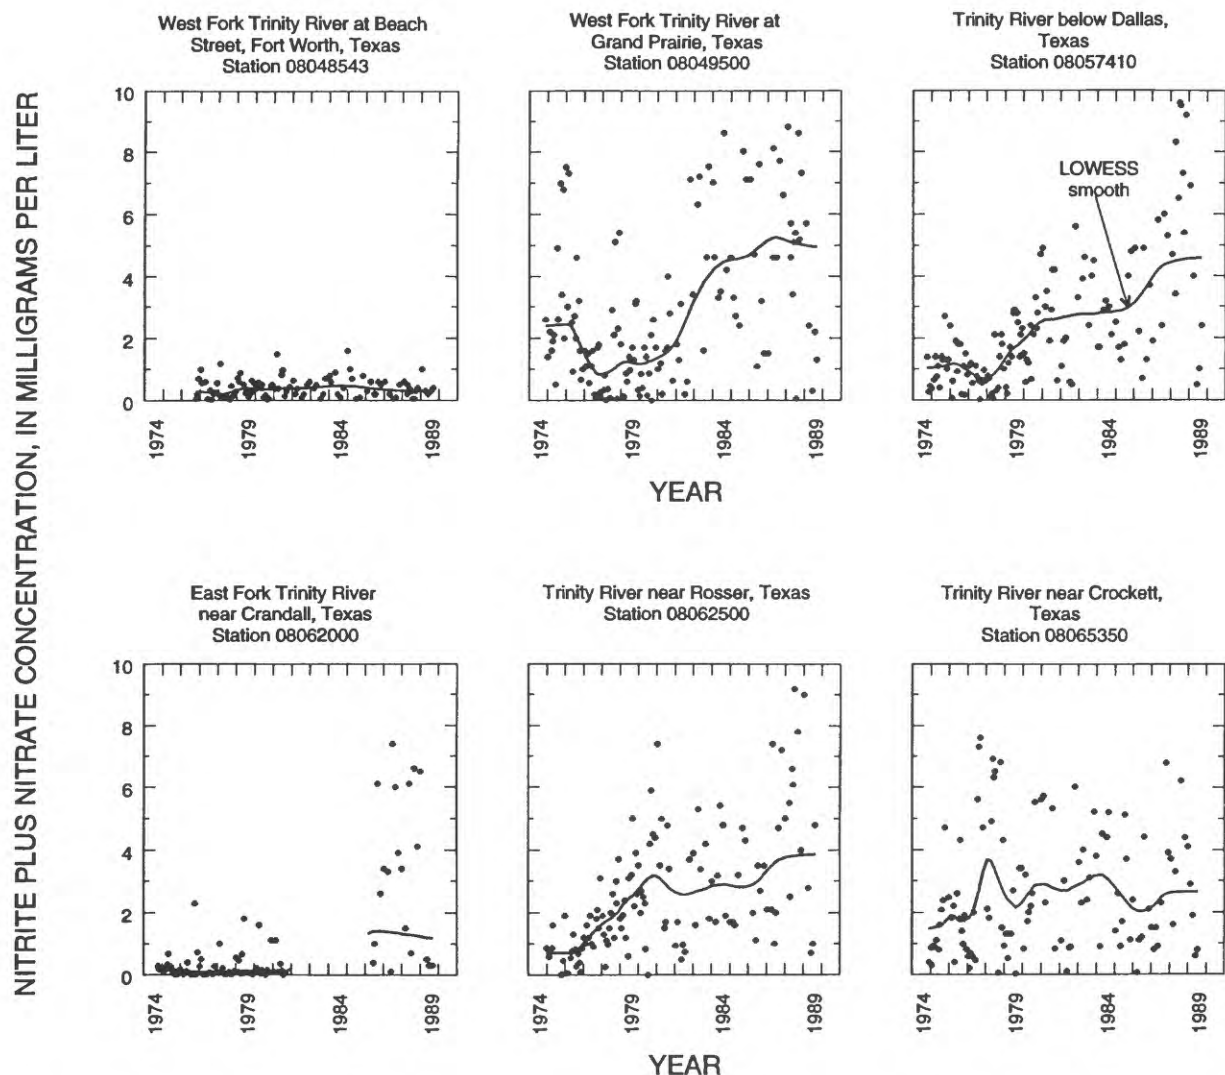 NITRITE PLUS NITRATE CONCENTRATION, IN MILLIGRAMS PER LITER
West Fork Trinity River at Beach
Street, Fort Worth, Texas
Station 08048543
10
8
6
4
2
0
1974
1979
1984
1989
West Fork Trinity River at
Grand Prairie, Texas
Station 08049500
1974
1979
1984
1989
YEAR
Trinity River below Dallas,
Texas
Station 08057410
LOWESS
smooth
1974
1979
1984
1989
East Fork Trinity River
near Crandall, Texas
Station 08062000
10
8
6
4
2
0
1974
1979
1984
1989
Trinity River near Rosser, Texas
Station 08062500
1974
1979
1984
1989
YEAR
Trinity River near Crockett,
Texas
Station 08065350
1974
1979
1984
1989